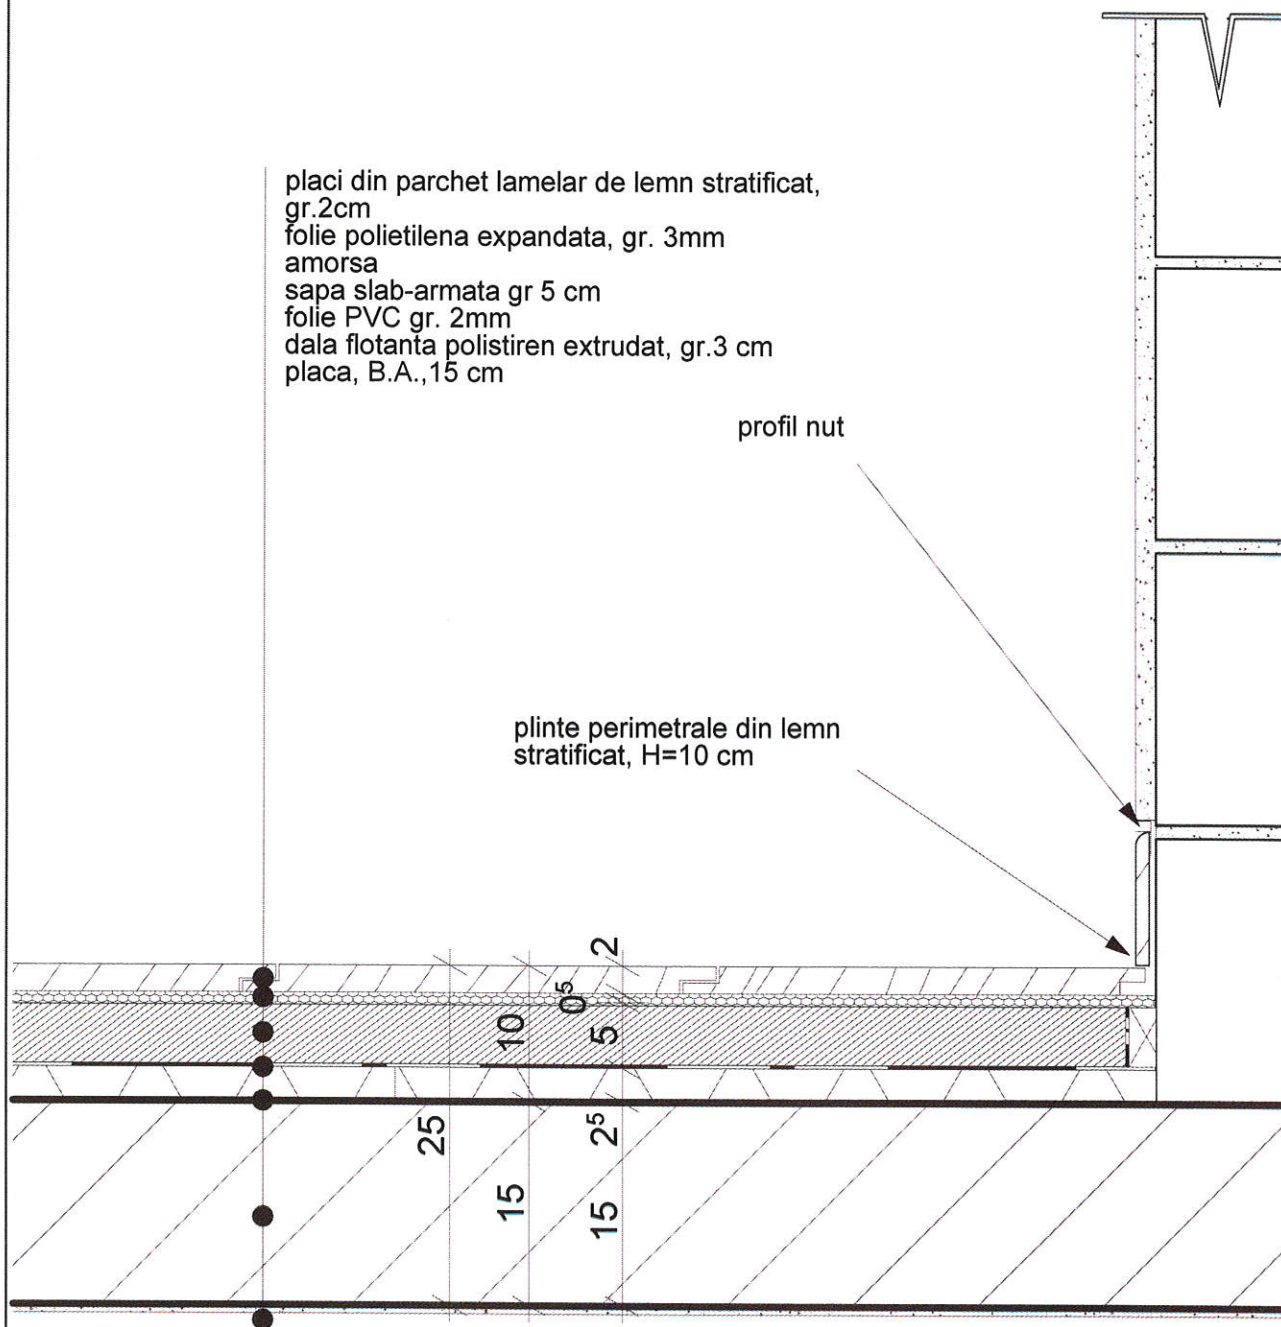 placi din parchet lamelar de lemn stratificat,
gr.2cm
folie polietilena expandata, gr. 3mm
amorsa
sapa slab-armata gr 5 cm
folie PVC gr. 2mm
dala flotanta polistiren extrudat, gr.3 cm
placa, B.A.,15 cm
profil nut
plinte perimetrale din lemn
stratificat, H=10 cm
25
15
10
15
2⁵
5
0⁵
2